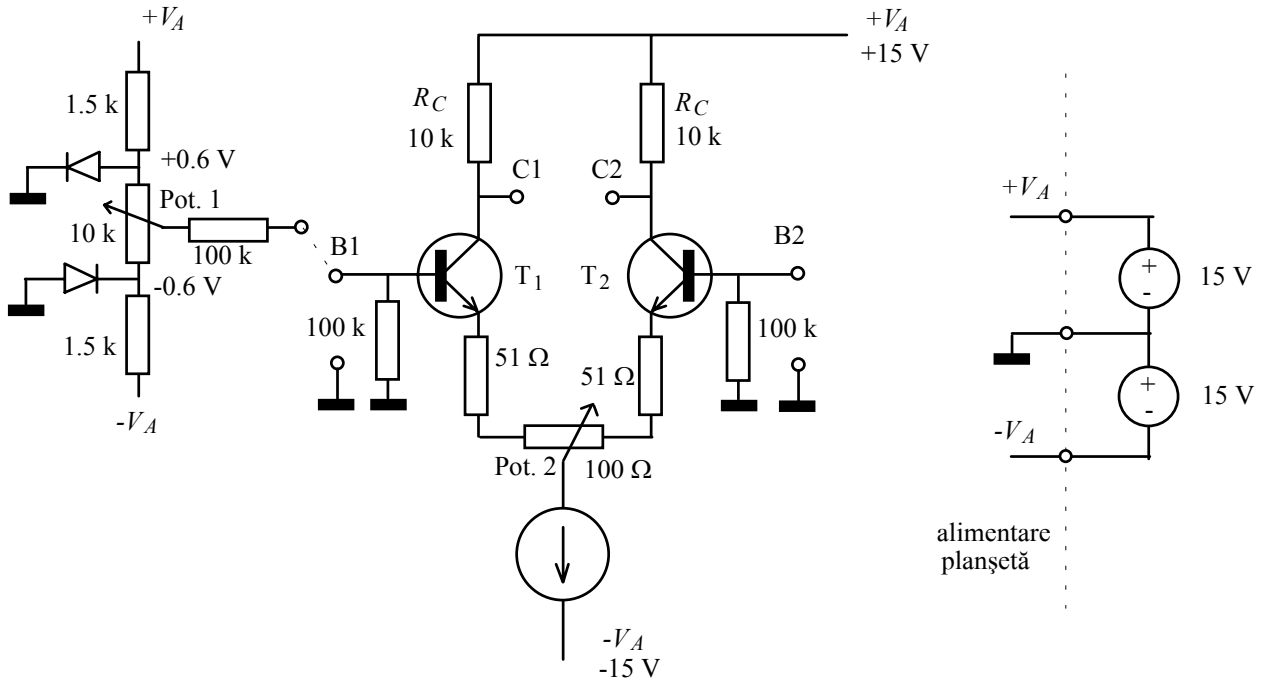 +V_A
1.5 k
+0.6 V
Pot. 1
10 k
100 k
-0.6 V
1.5 k
-V_A
+V_A
+15 V
R_C
10 k
R_C
10 k
C1
C2
B1
B2
T1
T2
100 k
100 k
51 Ω
51 Ω
Pot. 2
100 Ω
-V_A
-15 V
+V_A
+
-
15 V
+
-
15 V
-V_A
alimentare
planşetă